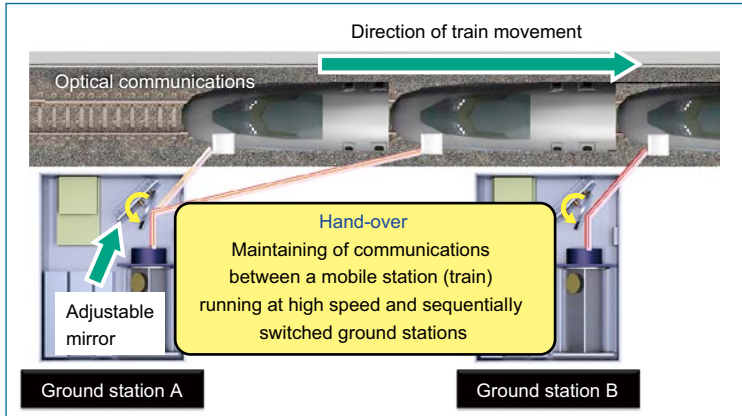 Direction of train movement
Optical communications
Hand-over
Maintaining of communications
between a mobile station (train)
running at high speed and sequentially
switched ground stations
Adjustable
mirror
Ground station A
Ground station B